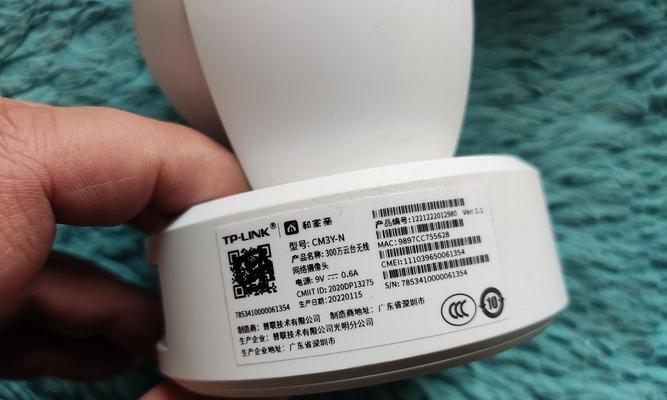 TP-LINK® 和家亲
型号: CM3Y-N
产品名称: 300万云台无线
网络摄像头
电源: 9V⎓0.6A
CMIIT ID: 2020DP13275
生产日期: 20220115
7853410000061354
产品编号: 1221222012980 Ver: 1.1
MAC: 9B97CC755628
CMEI: 111039650061354
S/N: 7853410000061354
制造商: 普联技术有限公司 制造商地址: 广东省深圳市
生产企业: 普联技术有限公司光明分公司
生产企业地址: 广东省深圳市
CCC
10